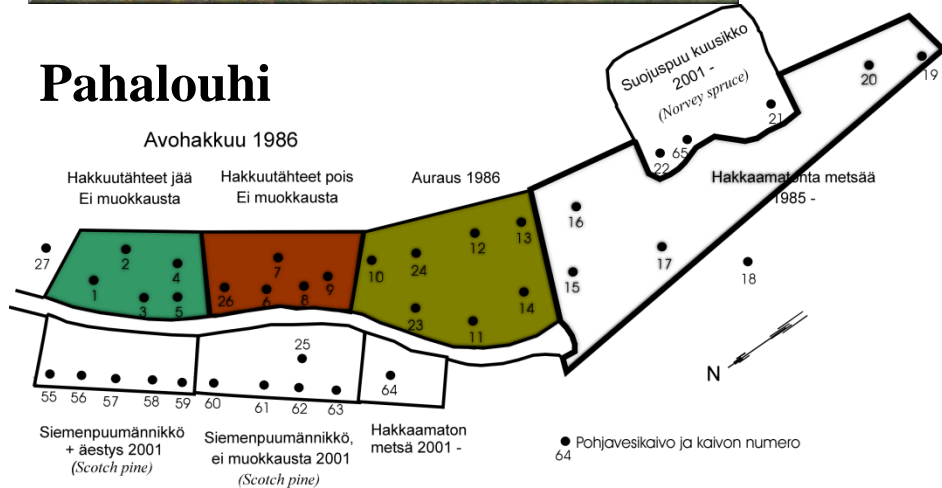 Pahalouhi
Avohakkuu 1986
Hakkuutähteet jää
Ei muokkausta
Hakkuutähteet pois
Ei muokkausta
Auraus 1986
Suojuspuu kuusikko
2001 -
(Norvey spruce)
Hakkaamatonta metsää
1985 -
27
1
2
3
4
5
26
6
7
8
9
10
24
23
12
11
13
14
16
15
17
18
22
65
21
20
19
N
55
56
57
58
59
60
61
25
62
63
64
Siemenpuumännikkö
+ äestys 2001
(Scotch pine)
Siemenpuumännikkö,
ei muokkausta 2001
(Scotch pine)
Hakkaamaton
metsä 2001 -
Pohjavesikaivo ja kaivon numero
64